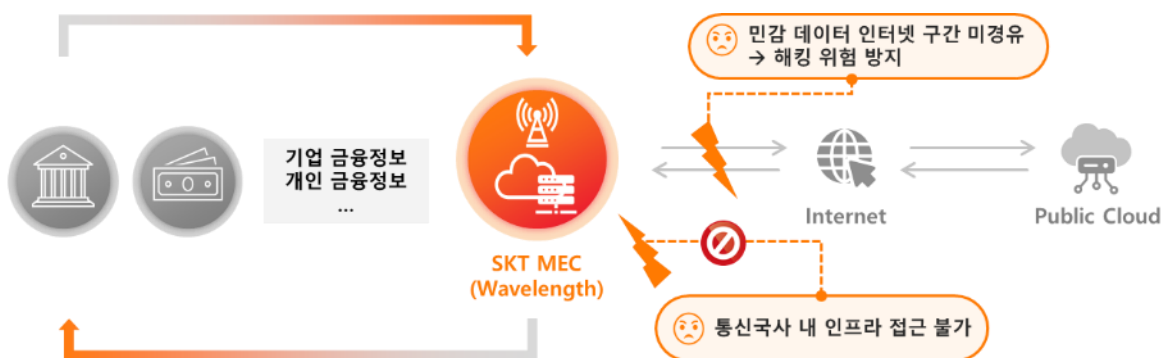 민감 데이터 인터넷 구간 미경유
→ 해킹 위험 방지
기업 금융정보
개인 금융정보
...
SKT MEC
(Wavelength)
Internet
Public Cloud
통신국사 내 인프라 접근 불가